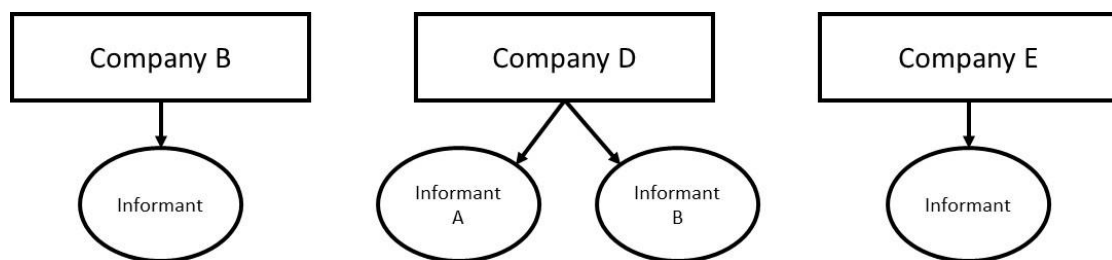 Company B
Company D
Company E
Informant
Informant
A
Informant
B
Informant